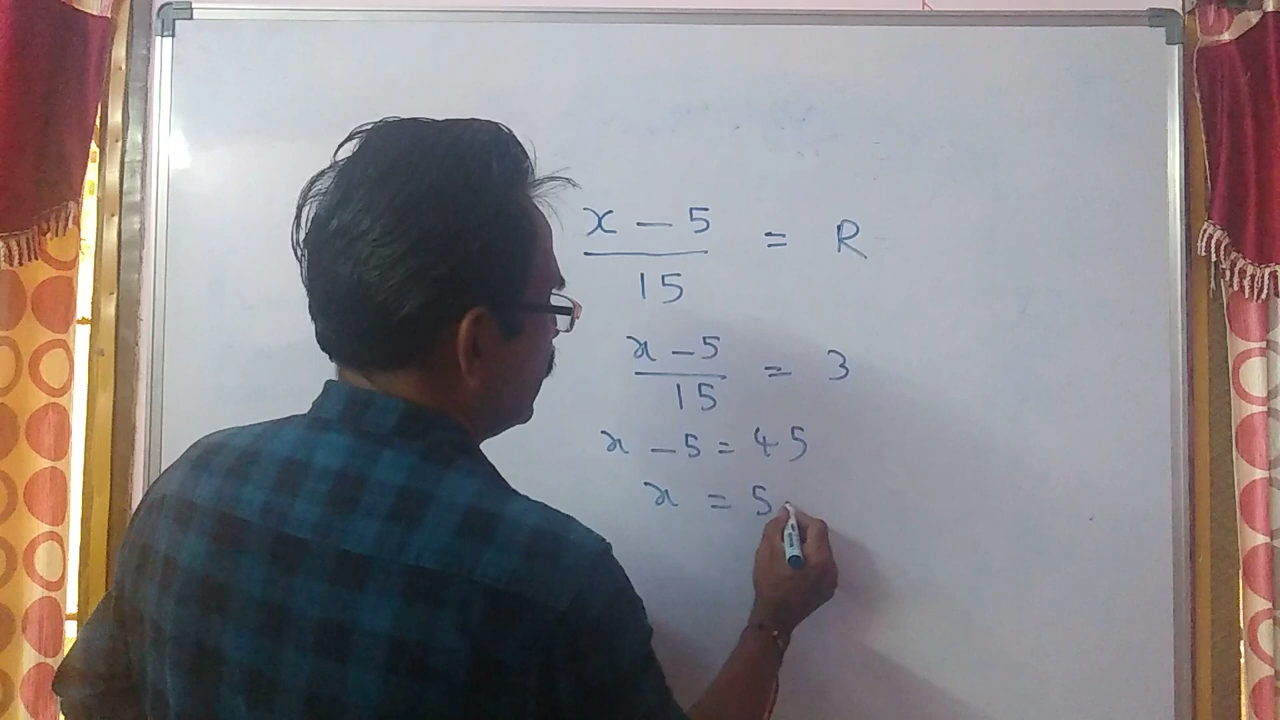 x - 5 / 15 = R
x - 5 / 15 = 3
x - 5 = 45
x = 5